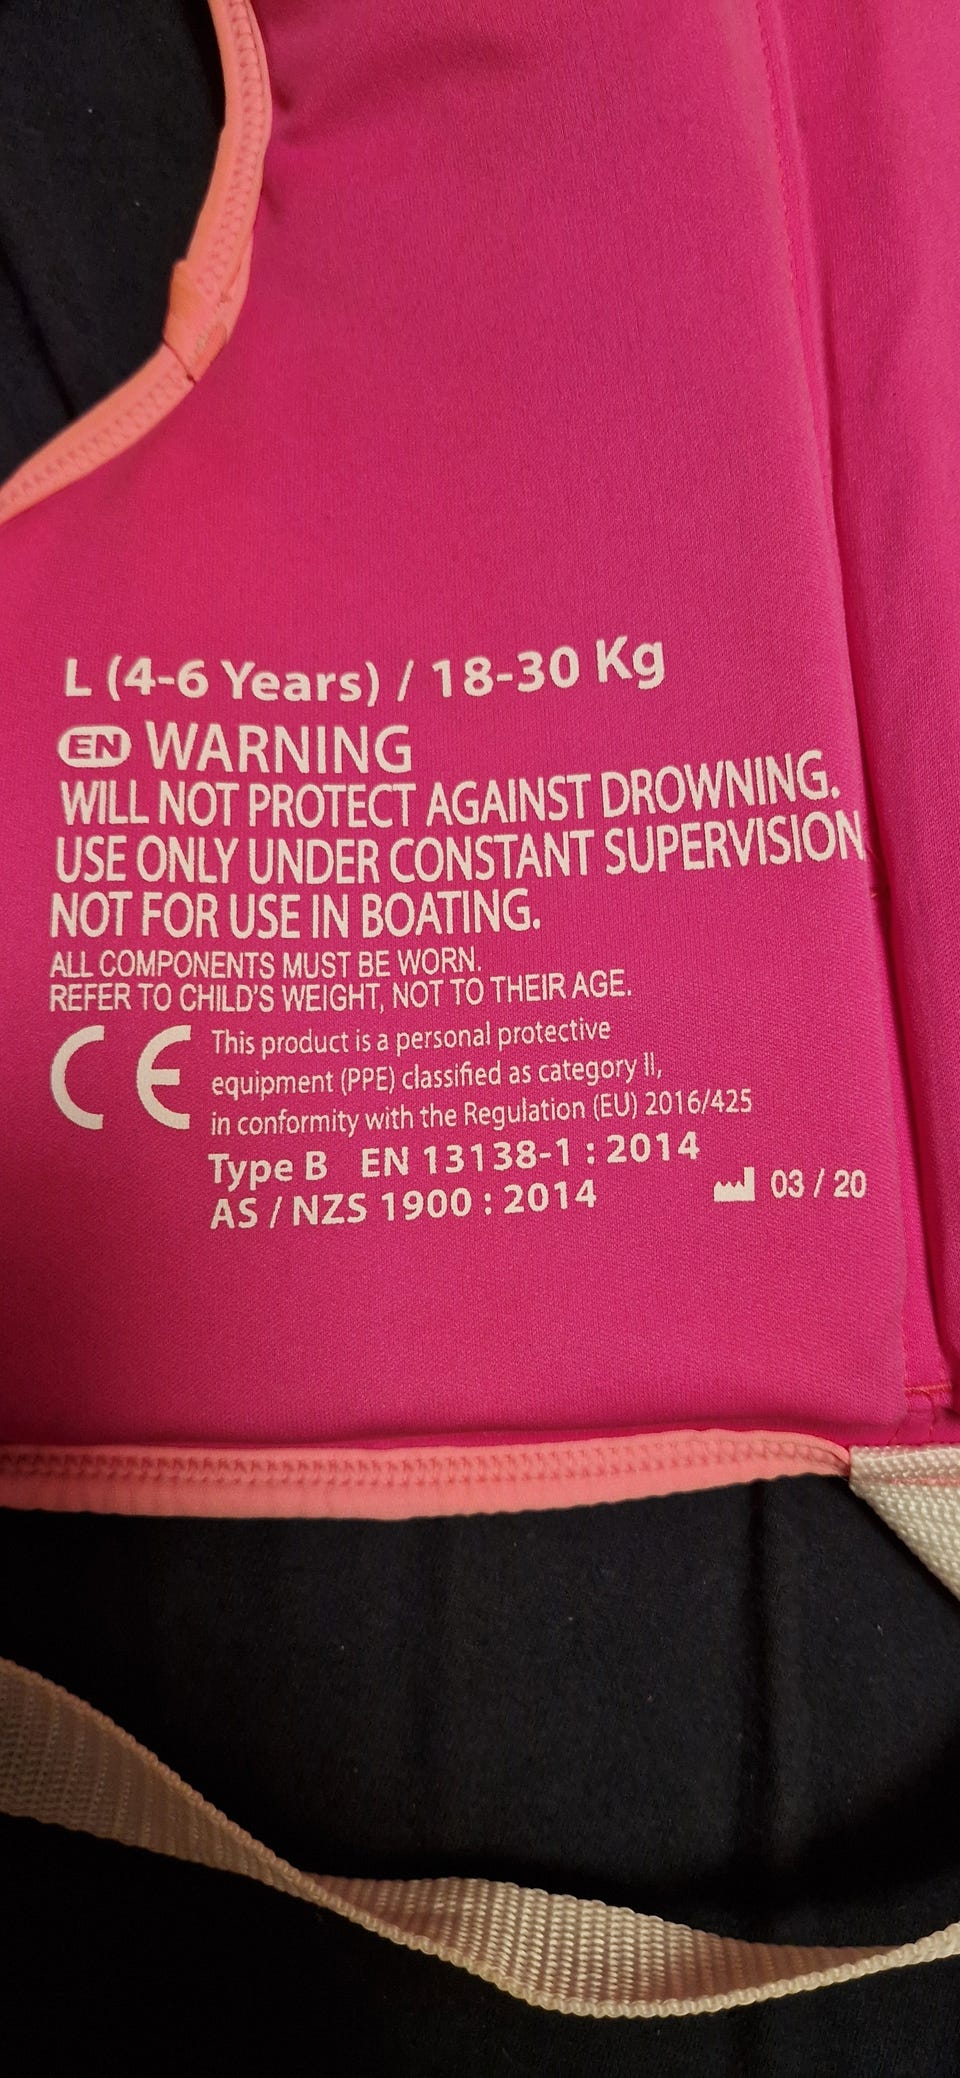 L (4-6 Years) / 18-30 Kg
EN WARNING
WILL NOT PROTECT AGAINST DROWNING.
USE ONLY UNDER CONSTANT SUPERVISION
NOT FOR USE IN BOATING.
ALL COMPONENTS MUST BE WORN.
REFER TO CHILD'S WEIGHT, NOT TO THEIR AGE.
CE This product is a personal protective
equipment (PPE) classified as category II,
in conformity with the Regulation (EU) 2016/425
Type B EN 13138-1 : 2014
AS / NZS 1900 : 2014 03 / 20